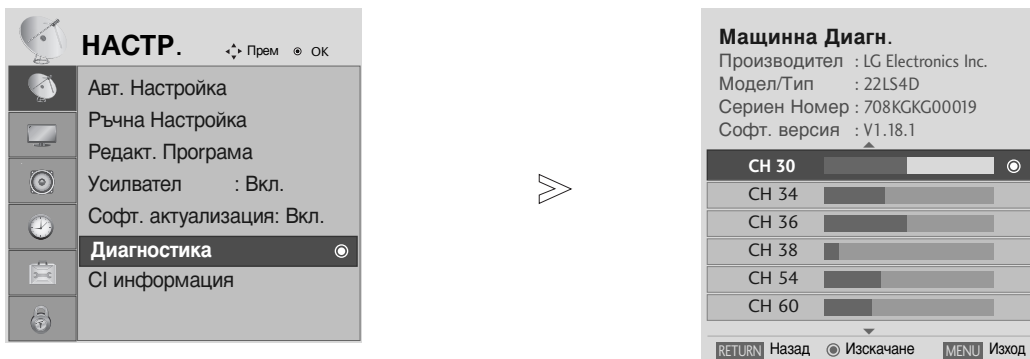 НАСТР. Прем OK
Авт. Настройка
Ръчна Настройка
Редакт. Програма
Усилвател : Вкл.
Софт. актуализация: Вкл.
Диагностика
CI информация
Мащинна Диагн.
Производител : LG Electronics Inc.
Модел/Тип : 22LS4D
Сериен Номер : 708KGKG00019
Софт. версия : V1.18.1
CH 30
CH 34
CH 36
CH 38
CH 54
CH 60
RETURN Назад Изскачане MENU Изход